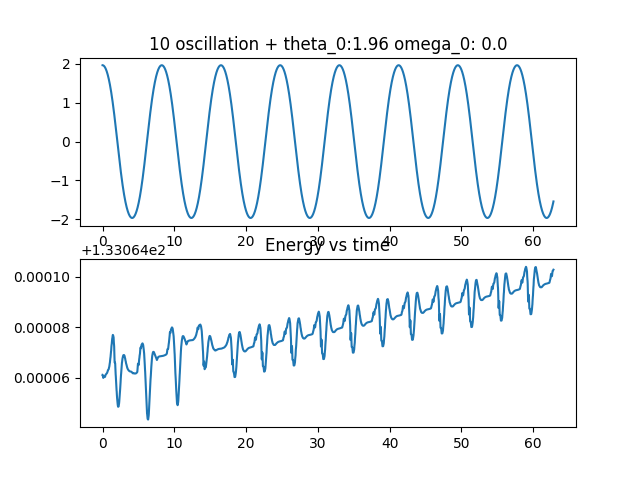 10 oscillation + theta_0:1.96 omega_0: 0.0
2
1
0
−1
−2
0 10 20 30 40 50 60
Energy vs time
+1.33064e2
0.00010
0.00008
0.00006
0 10 20 30 40 50 60